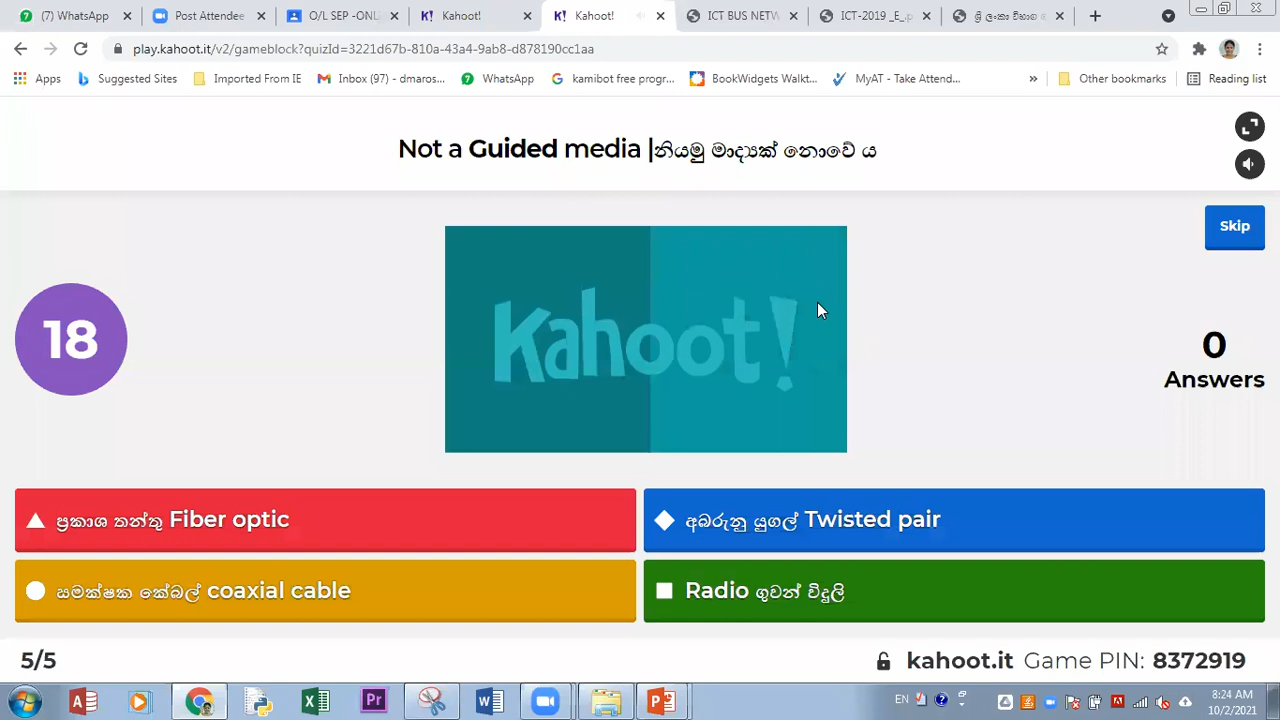 (7) WhatsApp
Post Attendee
O/L SEP -ONLI
Kahoot!
Kahoot!
ICT BUS NETW
ICT-2019 _E_.p
ශ්‍රී ලංකා විභාග
play.kahoot.it/v2/gameblock?quizId=3221d67b-810a-43a4-9ab8-d878190cc1aa
Apps
Suggested Sites
Imported From IE
Inbox (97) - dmaros...
WhatsApp
kamibot free progr...
BookWidgets Walkt...
MyAT - Take Attend...
»
Other bookmarks
Reading list
Not a Guided media |නියමු මාද්‍යක් නොවේ ය
Skip
18
Kahoot!
0
Answers
ප්‍රකාශ තන්තු Fiber optic
අබරුනු යුගල් Twisted pair
සමක්ෂක කේබල් coaxial cable
Radio ගුවන් විදුලි
5/5
kahoot.it Game PIN: 8372919
EN
8:24 AM
10/2/2021